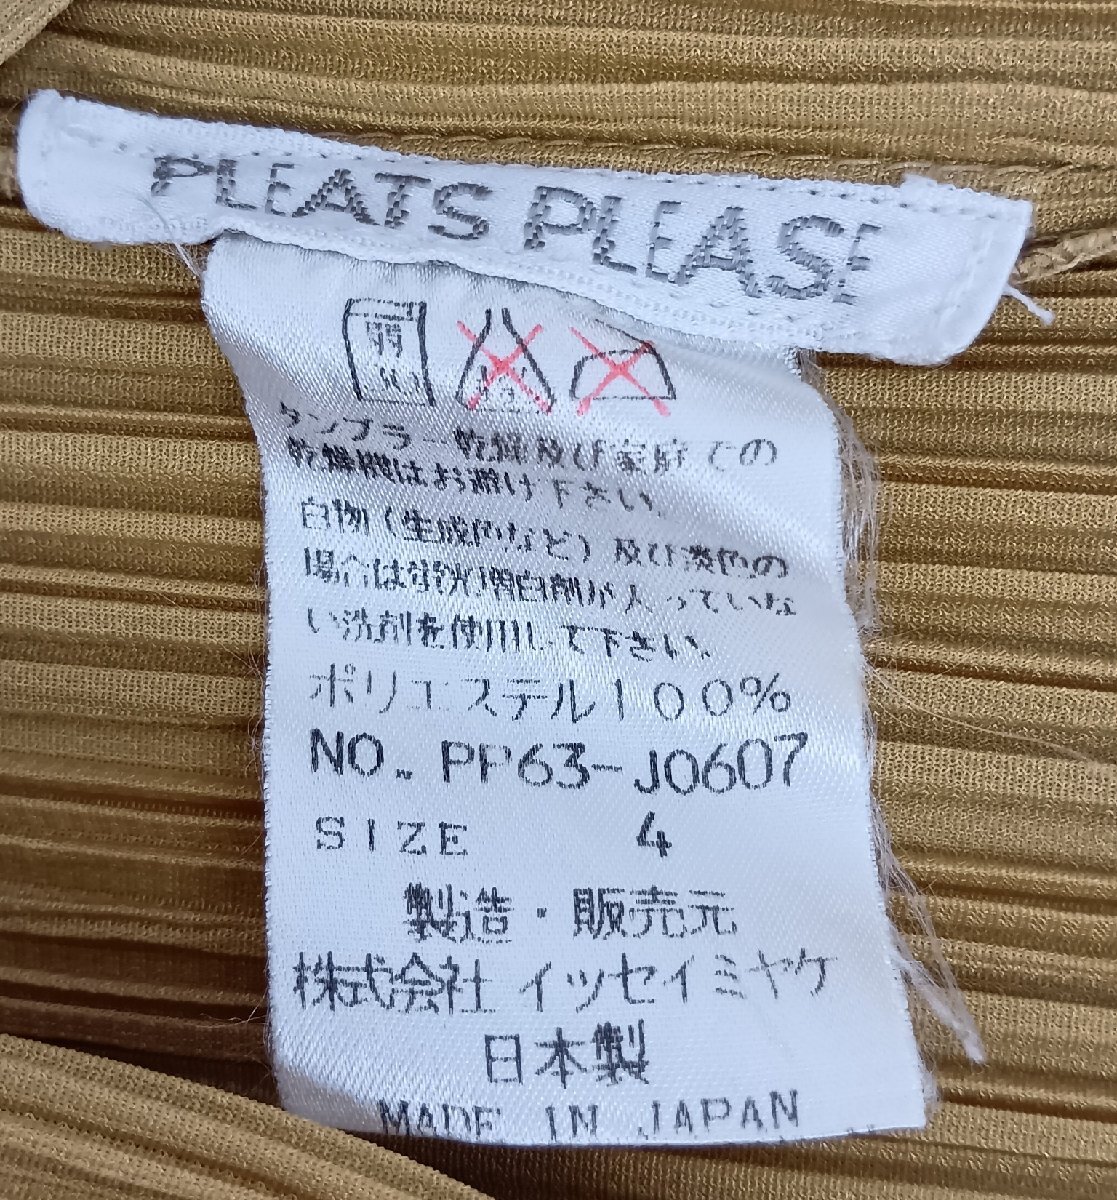 PLEATS PLEASE
弱
タンブラー乾燥及び家庭での
乾燥機はお避け下さい。
白物(生成色など)及び淡色の
場合は蛍光増白剤が入っていな
い洗剤を使用して下さい。
ポリエステル100%
NO. PP63-JO607
SIZE 4
製造・販売元
株式会社 イッセイミヤケ
日本製
MADE IN JAPAN